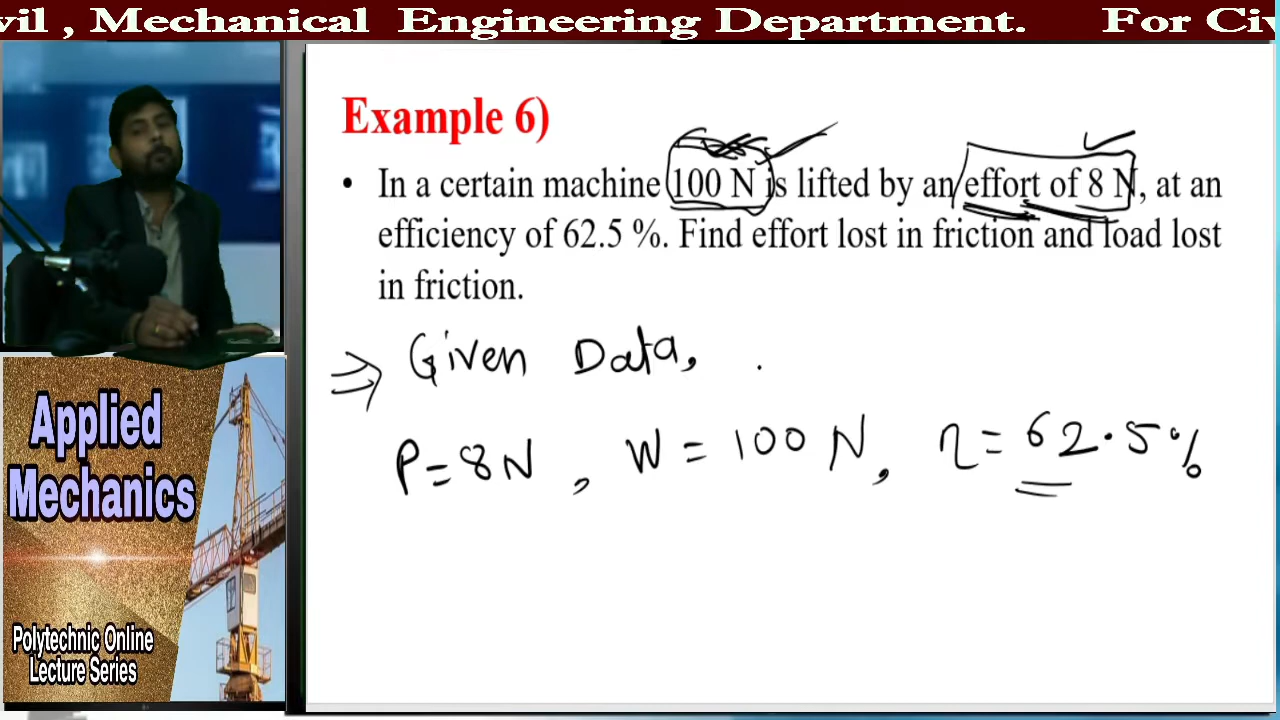 vil , Mechanical Engineering Department. For Civ
Example 6)
• In a certain machine 100 N is lifted by an effort of 8 N, at an
efficiency of 62.5 %. Find effort lost in friction and load lost
in friction.
⇒ Given Data,
P = 8N , W = 100 N, η = 62.5%
Applied
Mechanics
Polytechnic Online
Lecture Series